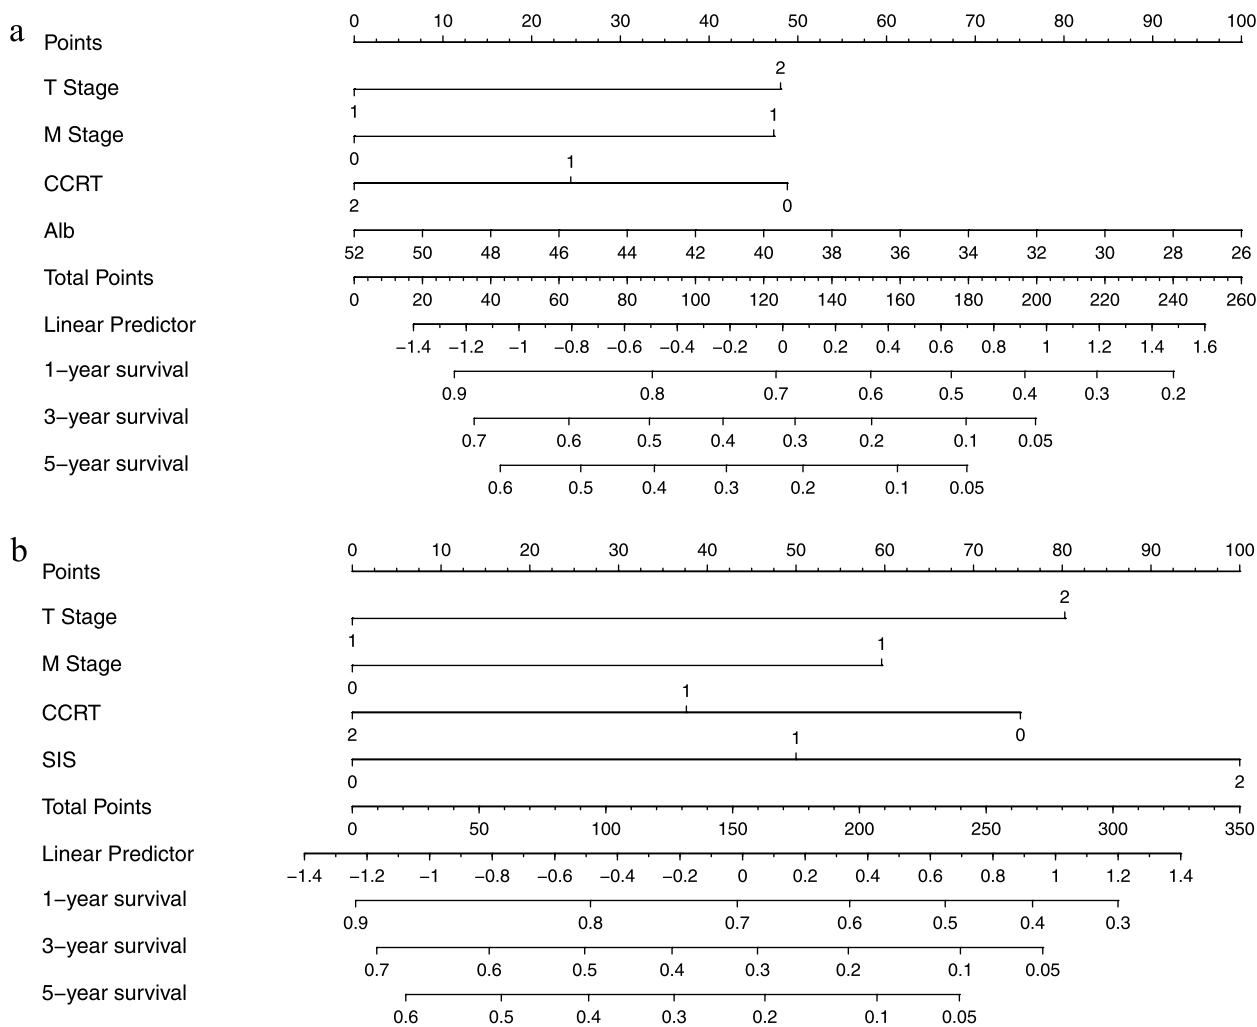 a
0 10 20 30 40 50 60 70 80 90 100
Points
2
T Stage
1 1
M Stage
0 1
CCRT
2 0
Alb
52 50 48 46 44 42 40 38 36 34 32 30 28 26
Total Points
0 20 40 60 80 100 120 140 160 180 200 220 240 260
Linear Predictor
−1.4 −1.2 −1 −0.8 −0.6 −0.4 −0.2 0 0.2 0.4 0.6 0.8 1 1.2 1.4 1.6
1−year survival
0.9 0.8 0.7 0.6 0.5 0.4 0.3 0.2
3−year survival
0.7 0.6 0.5 0.4 0.3 0.2 0.1 0.05
5−year survival
0.6 0.5 0.4 0.3 0.2 0.1 0.05
b
0 10 20 30 40 50 60 70 80 90 100
Points
2
T Stage
1 1
M Stage
0 1
CCRT
2 1 0
SIS
0 2
Total Points
0 50 100 150 200 250 300 350
Linear Predictor
−1.4 −1.2 −1 −0.8 −0.6 −0.4 −0.2 0 0.2 0.4 0.6 0.8 1 1.2 1.4
1−year survival
0.9 0.8 0.7 0.6 0.5 0.4 0.3
3−year survival
0.7 0.6 0.5 0.4 0.3 0.2 0.1 0.05
5−year survival
0.6 0.5 0.4 0.3 0.2 0.1 0.05